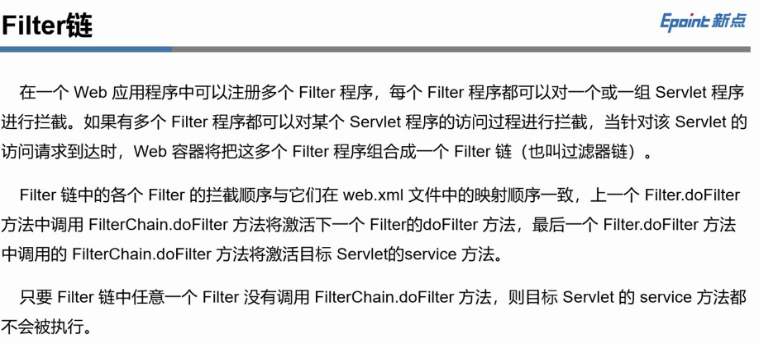 Filter链
Epoint 新点
在一个 Web 应用程序中可以注册多个 Filter 程序，每个 Filter 程序都可以对一个或一组 Servlet 程序
进行拦截。如果有多个 Filter 程序都可以对某个 Servlet 程序的访问过程进行拦截，当针对该 Servlet 的
访问请求到达时，Web 容器将把这多个 Filter 程序组合成一个 Filter 链（也叫过滤器链）。
Filter 链中的各个 Filter 的拦截顺序与它们在 web.xml 文件中的映射顺序一致，上一个 Filter.doFilter
方法中调用 FilterChain.doFilter 方法将激活下一个 Filter的doFilter 方法，最后一个 Filter.doFilter 方法
中调用的 FilterChain.doFilter 方法将激活目标 Servlet的service 方法。
只要 Filter 链中任意一个 Filter 没有调用 FilterChain.doFilter 方法，则目标 Servlet 的 service 方法都
不会被执行。